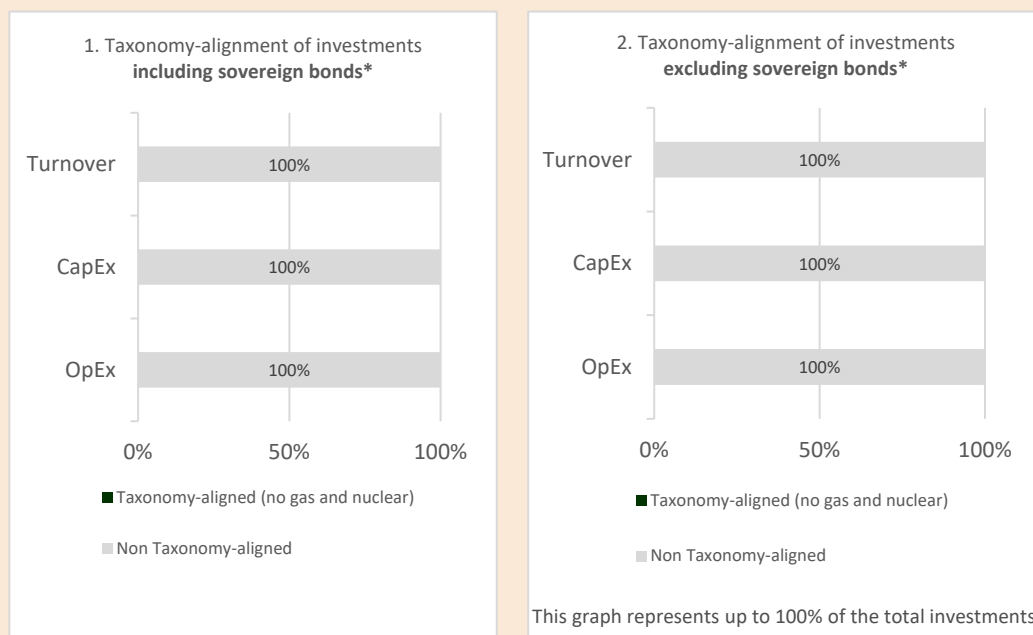 1. Taxonomy-alignment of investments
including sovereign bonds*
Turnover
100%
CapEx
100%
OpEx
100%
0%
50%
100%
Taxonomy-aligned (no gas and nuclear)
Non Taxonomy-aligned
2. Taxonomy-alignment of investments
excluding sovereign bonds*
Turnover
100%
CapEx
100%
OpEx
100%
0%
50%
100%
Taxonomy-aligned (no gas and nuclear)
Non Taxonomy-aligned
This graph represents up to 100% of the total investments